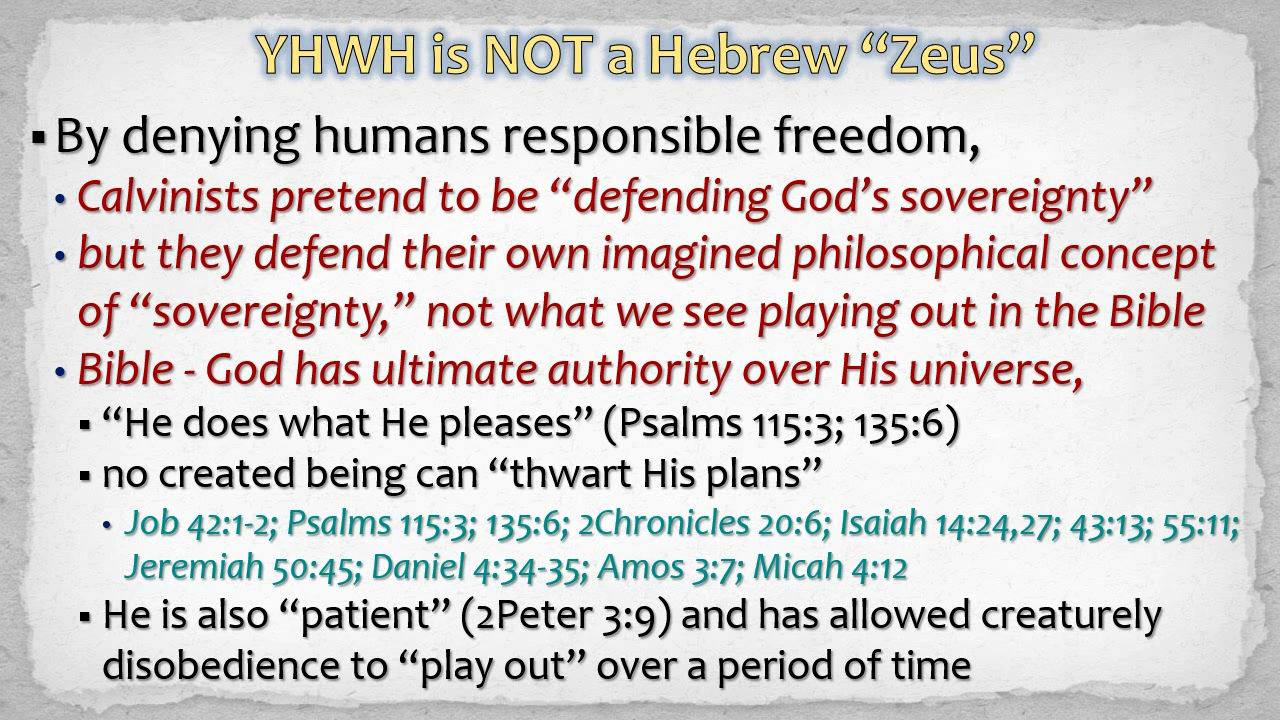 YHWH is NOT a Hebrew “Zeus”
▪ By denying humans responsible freedom,
• Calvinists pretend to be “defending God’s sovereignty”
• but they defend their own imagined philosophical concept
of “sovereignty,” not what we see playing out in the Bible
• Bible - God has ultimate authority over His universe,
▪ “He does what He pleases” (Psalms 115:3; 135:6)
▪ no created being can “thwart His plans”
• Job 42:1-2; Psalms 115:3; 135:6; 2Chronicles 20:6; Isaiah 14:24,27; 43:13; 55:11;
Jeremiah 50:45; Daniel 4:34-35; Amos 3:7; Micah 4:12
▪ He is also “patient” (2Peter 3:9) and has allowed creaturely
disobedience to “play out” over a period of time